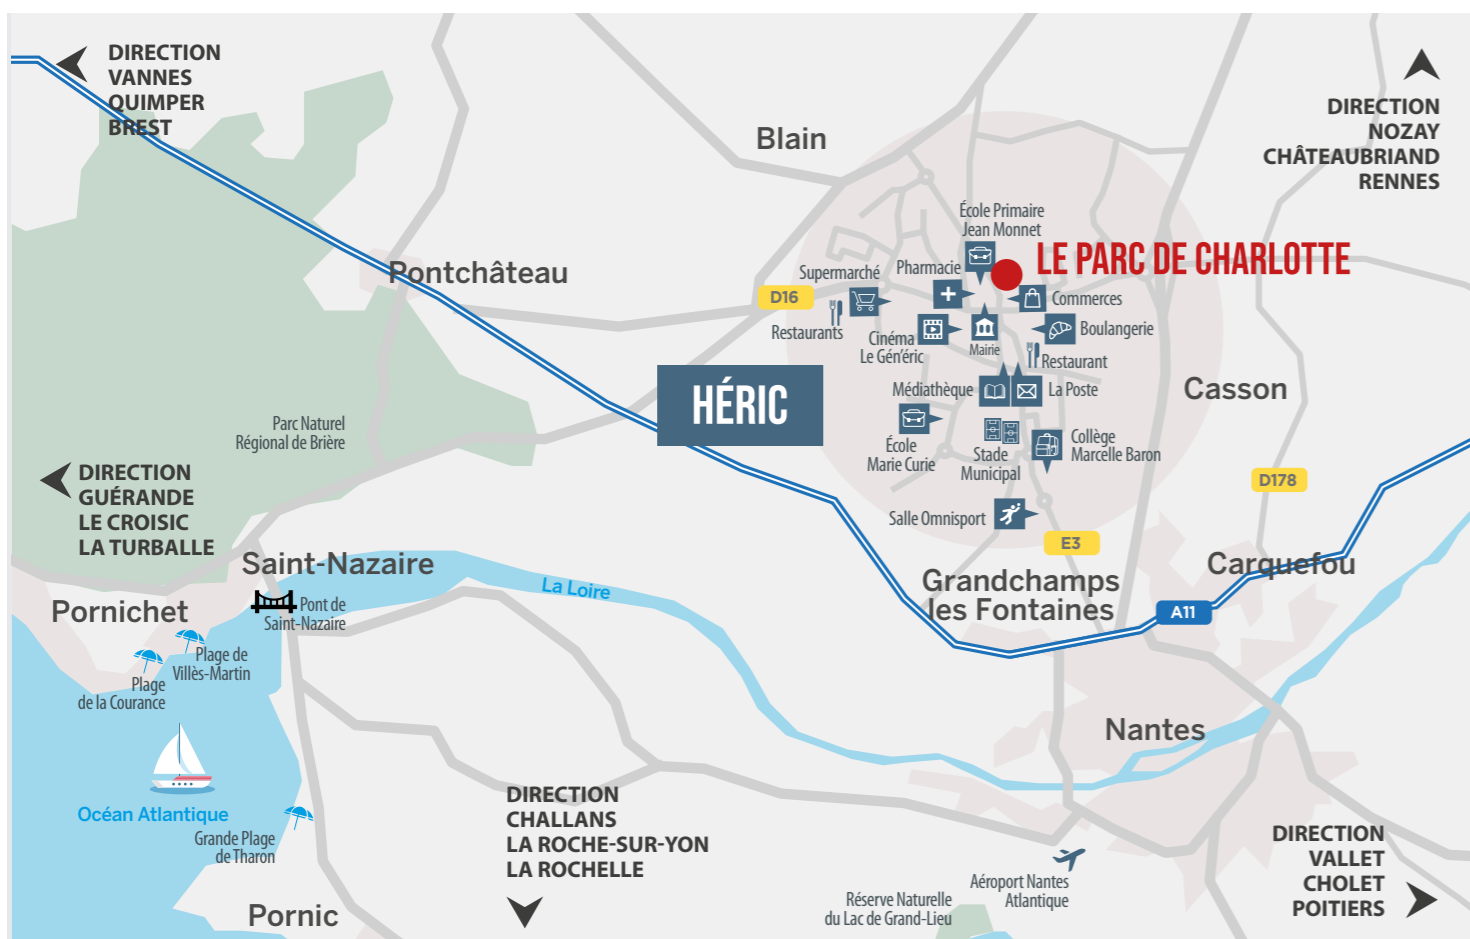 DIRECTION
VANNES
QUIMPER
BREST
DIRECTION
NOZAY
CHÂTEAUBRIAND
RENNES
Blain
École Primaire
Jean Monnet
LE PARC DE CHARLOTTE
Pontchâteau
Supermarché
Pharmacie
D16
Commerces
Restaurants
Cinéma
Le Gén'éric
Mairie
Boulangerie
Restaurant
HÉRIC
Médiathèque
La Poste
Casson
Parc Naturel
Régional de Brière
École
Marie Curie
Stade
Municipal
Collège
Marcelle Baron
DIRECTION
GUÉRANDE
LE CROISIC
LA TURBALLE
D178
Salle Omnisport
E3
Saint-Nazaire
La Loire
Grandchamps
les Fontaines
Carquefou
A11
Pornichet
Pont de
Saint-Nazaire
Plage de
Villès-Martin
Plage
de la Courance
Nantes
Océan Atlantique
Grande Plage
de Tharon
DIRECTION
CHALLANS
LA ROCHE-SUR-YON
LA ROCHELLE
DIRECTION
VALLET
CHOLET
POITIERS
Aéroport Nantes
Atlantique
Réserve Naturelle
du Lac de Grand-Lieu
Pornic